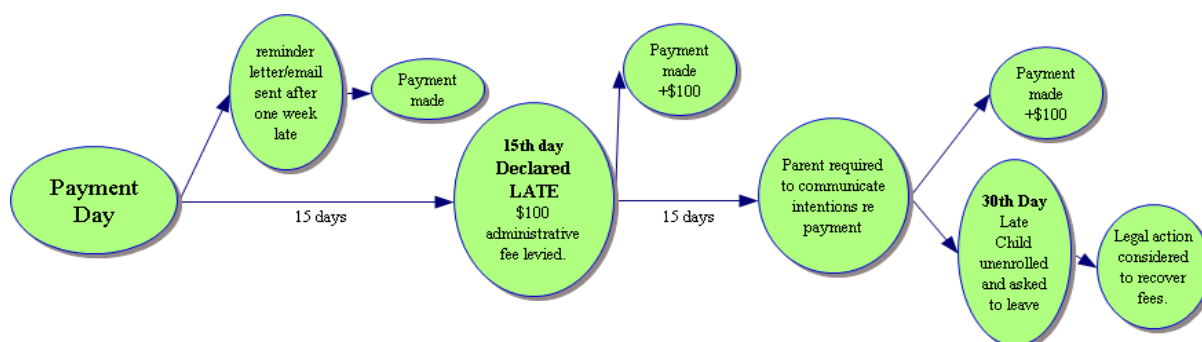 Payment
Day
reminder
letter/email
sent after
one week
late
Payment
made
15 days
15th day
Declared
LATE
$100
administrative
fee levied.
Payment
made
+$100
15 days
Parent required
to communicate
intentions re
payment
Payment
made
+$100
30th Day
Late
Child
unenrolled
and asked
to leave
Legal action
considered
to recover
fees.